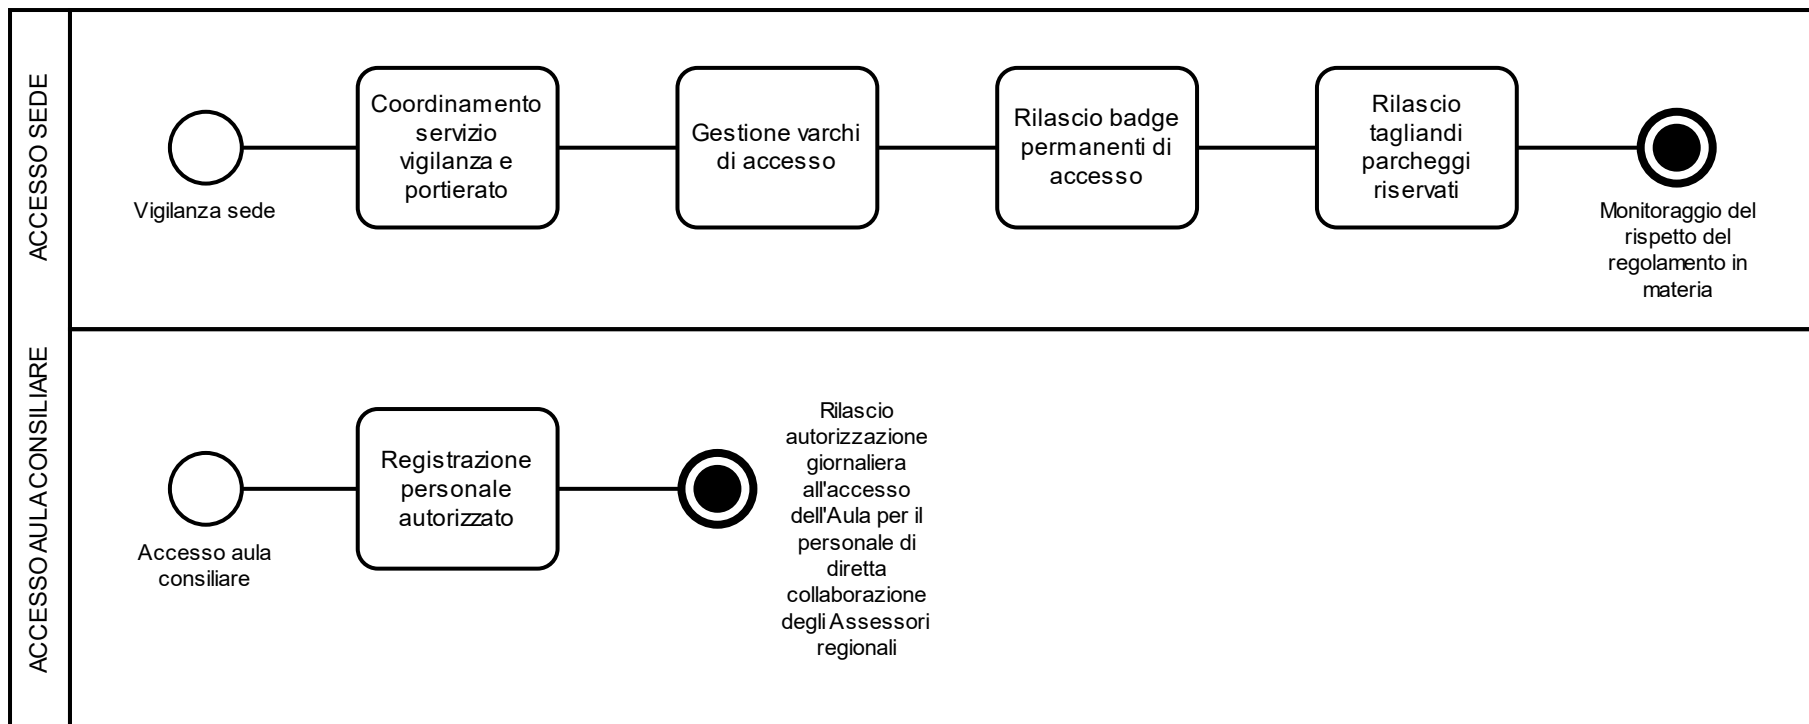 ACCESSO SEDE
Vigilanza sede
Coordinamento
servizio
vigilanza e
portierato
Gestione varchi
di accesso
Rilascio badge
permanenti di
accesso
Rilascio
tagliandi
parcheggi
riservati
Monitoraggio del
rispetto del
regolamento in
materia
ACCESSO AULA CONSILIARE
Accesso aula
consiliare
Registrazione
personale
autorizzato
Rilascio
autorizzazione
giornaliera
all'accesso
dell'Aula per il
personale di
diretta
collaborazione
degli Assessori
regionali